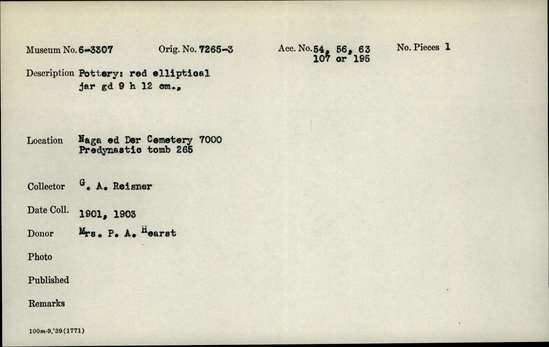 Museum No. 6-3307 Orig. No. 7265-3 Acc. No. 54, 56, 63 No. Pieces 1
107 or 195
Description Pottery: red elliptical
jar gd 9 h 12 cm.,
Location Naga ed Der Cemetery 7000
Predynastic tomb 265
Collector G. A. Reisner
Date Coll. 1901, 1903
Donor Mrs. P. A. Hearst
Photo
Published
Remarks
100m-9,'39(1771)